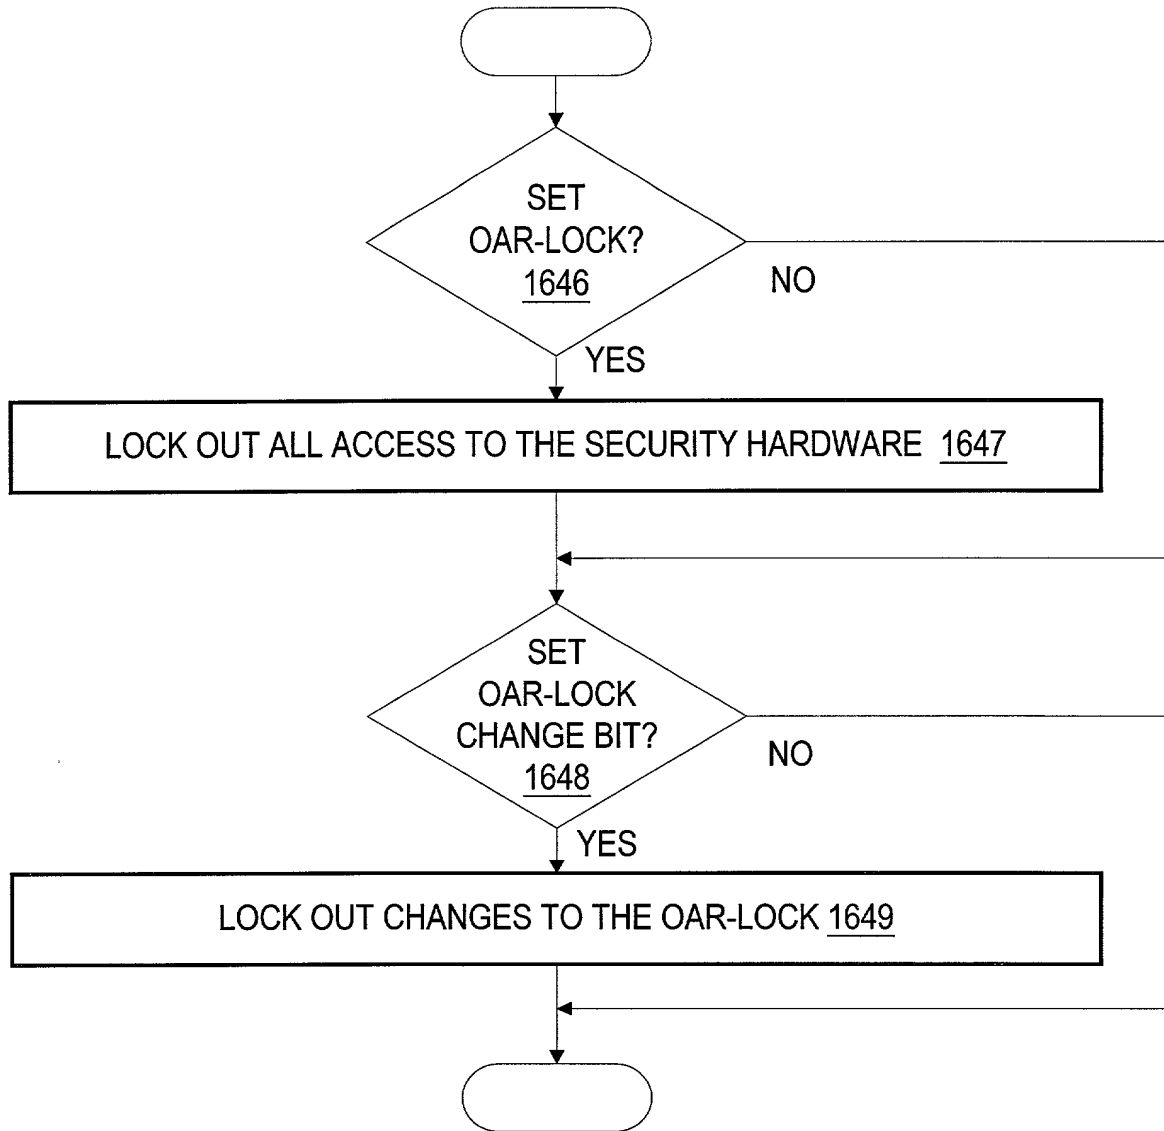 SET
OAR-LOCK?
1646
NO
YES
LOCK OUT ALL ACCESS TO THE SECURITY HARDWARE 1647
SET
OAR-LOCK
CHANGE BIT?
1648
NO
YES
LOCK OUT CHANGES TO THE OAR-LOCK 1649